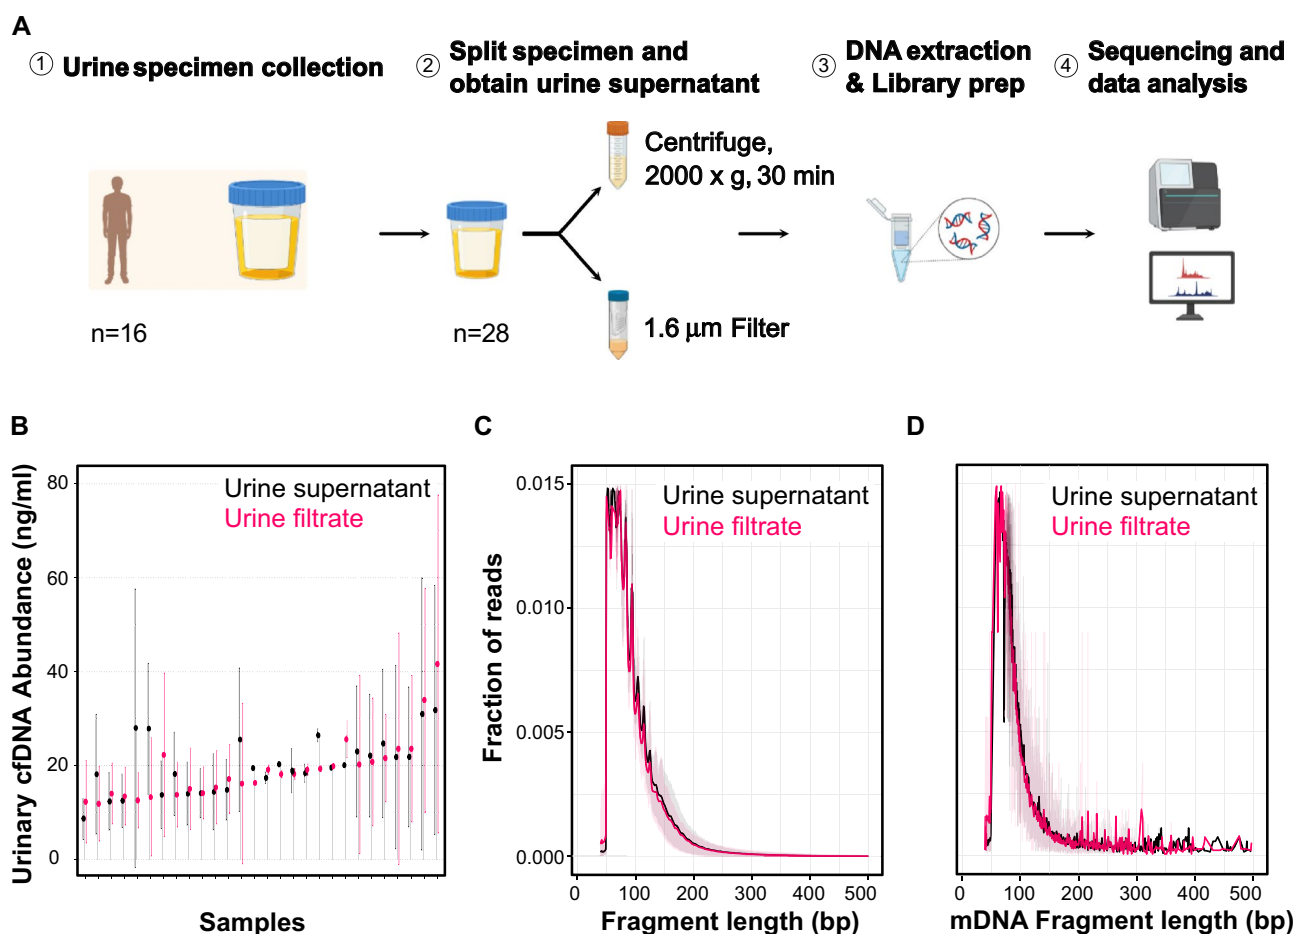 A
① Urine specimen collection
② Split specimen and
obtain urine supernatant
③ DNA extraction
& Library prep
④ Sequencing and
data analysis
Centrifuge,
2000 x g, 30 min
1.6 µm Filter
n=16
n=28
B
Urinary cfDNA Abundance (ng/ml)
80
60
40
20
0
Urine supernatant
Urine filtrate
Samples
C
Fraction of reads
0.015
0.010
0.005
0.000
Urine supernatant
Urine filtrate
0 100 200 300 400 500
Fragment length (bp)
D
Urine supernatant
Urine filtrate
0 100 200 300 400 500
mDNA Fragment length (bp)